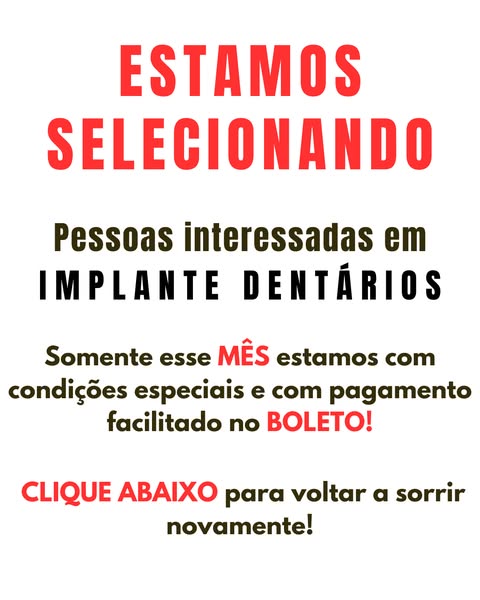 ESTAMOS
SELECIONANDO
Pessoas interessadas em
IMPLANTE DENTÁRIOS
Somente esse MÊS estamos com
condições especiais e com pagamento
facilitado no BOLETO!
CLIQUE ABAIXO para voltar a sorrir
novamente!